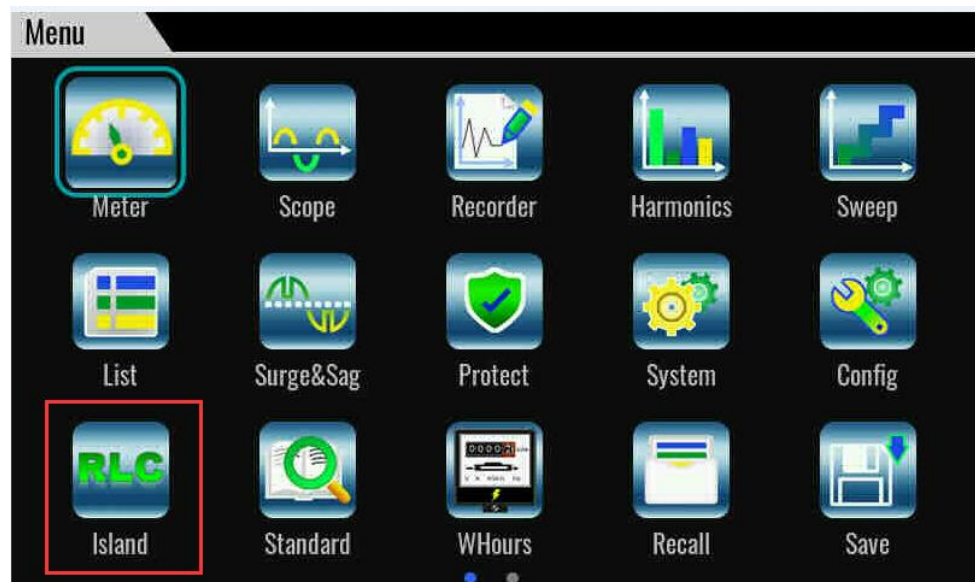 Menu
Meter Scope Recorder Harmonics Sweep
List Surge&Sag Protect System Config
RLC
Island Standard WHours Recall Save